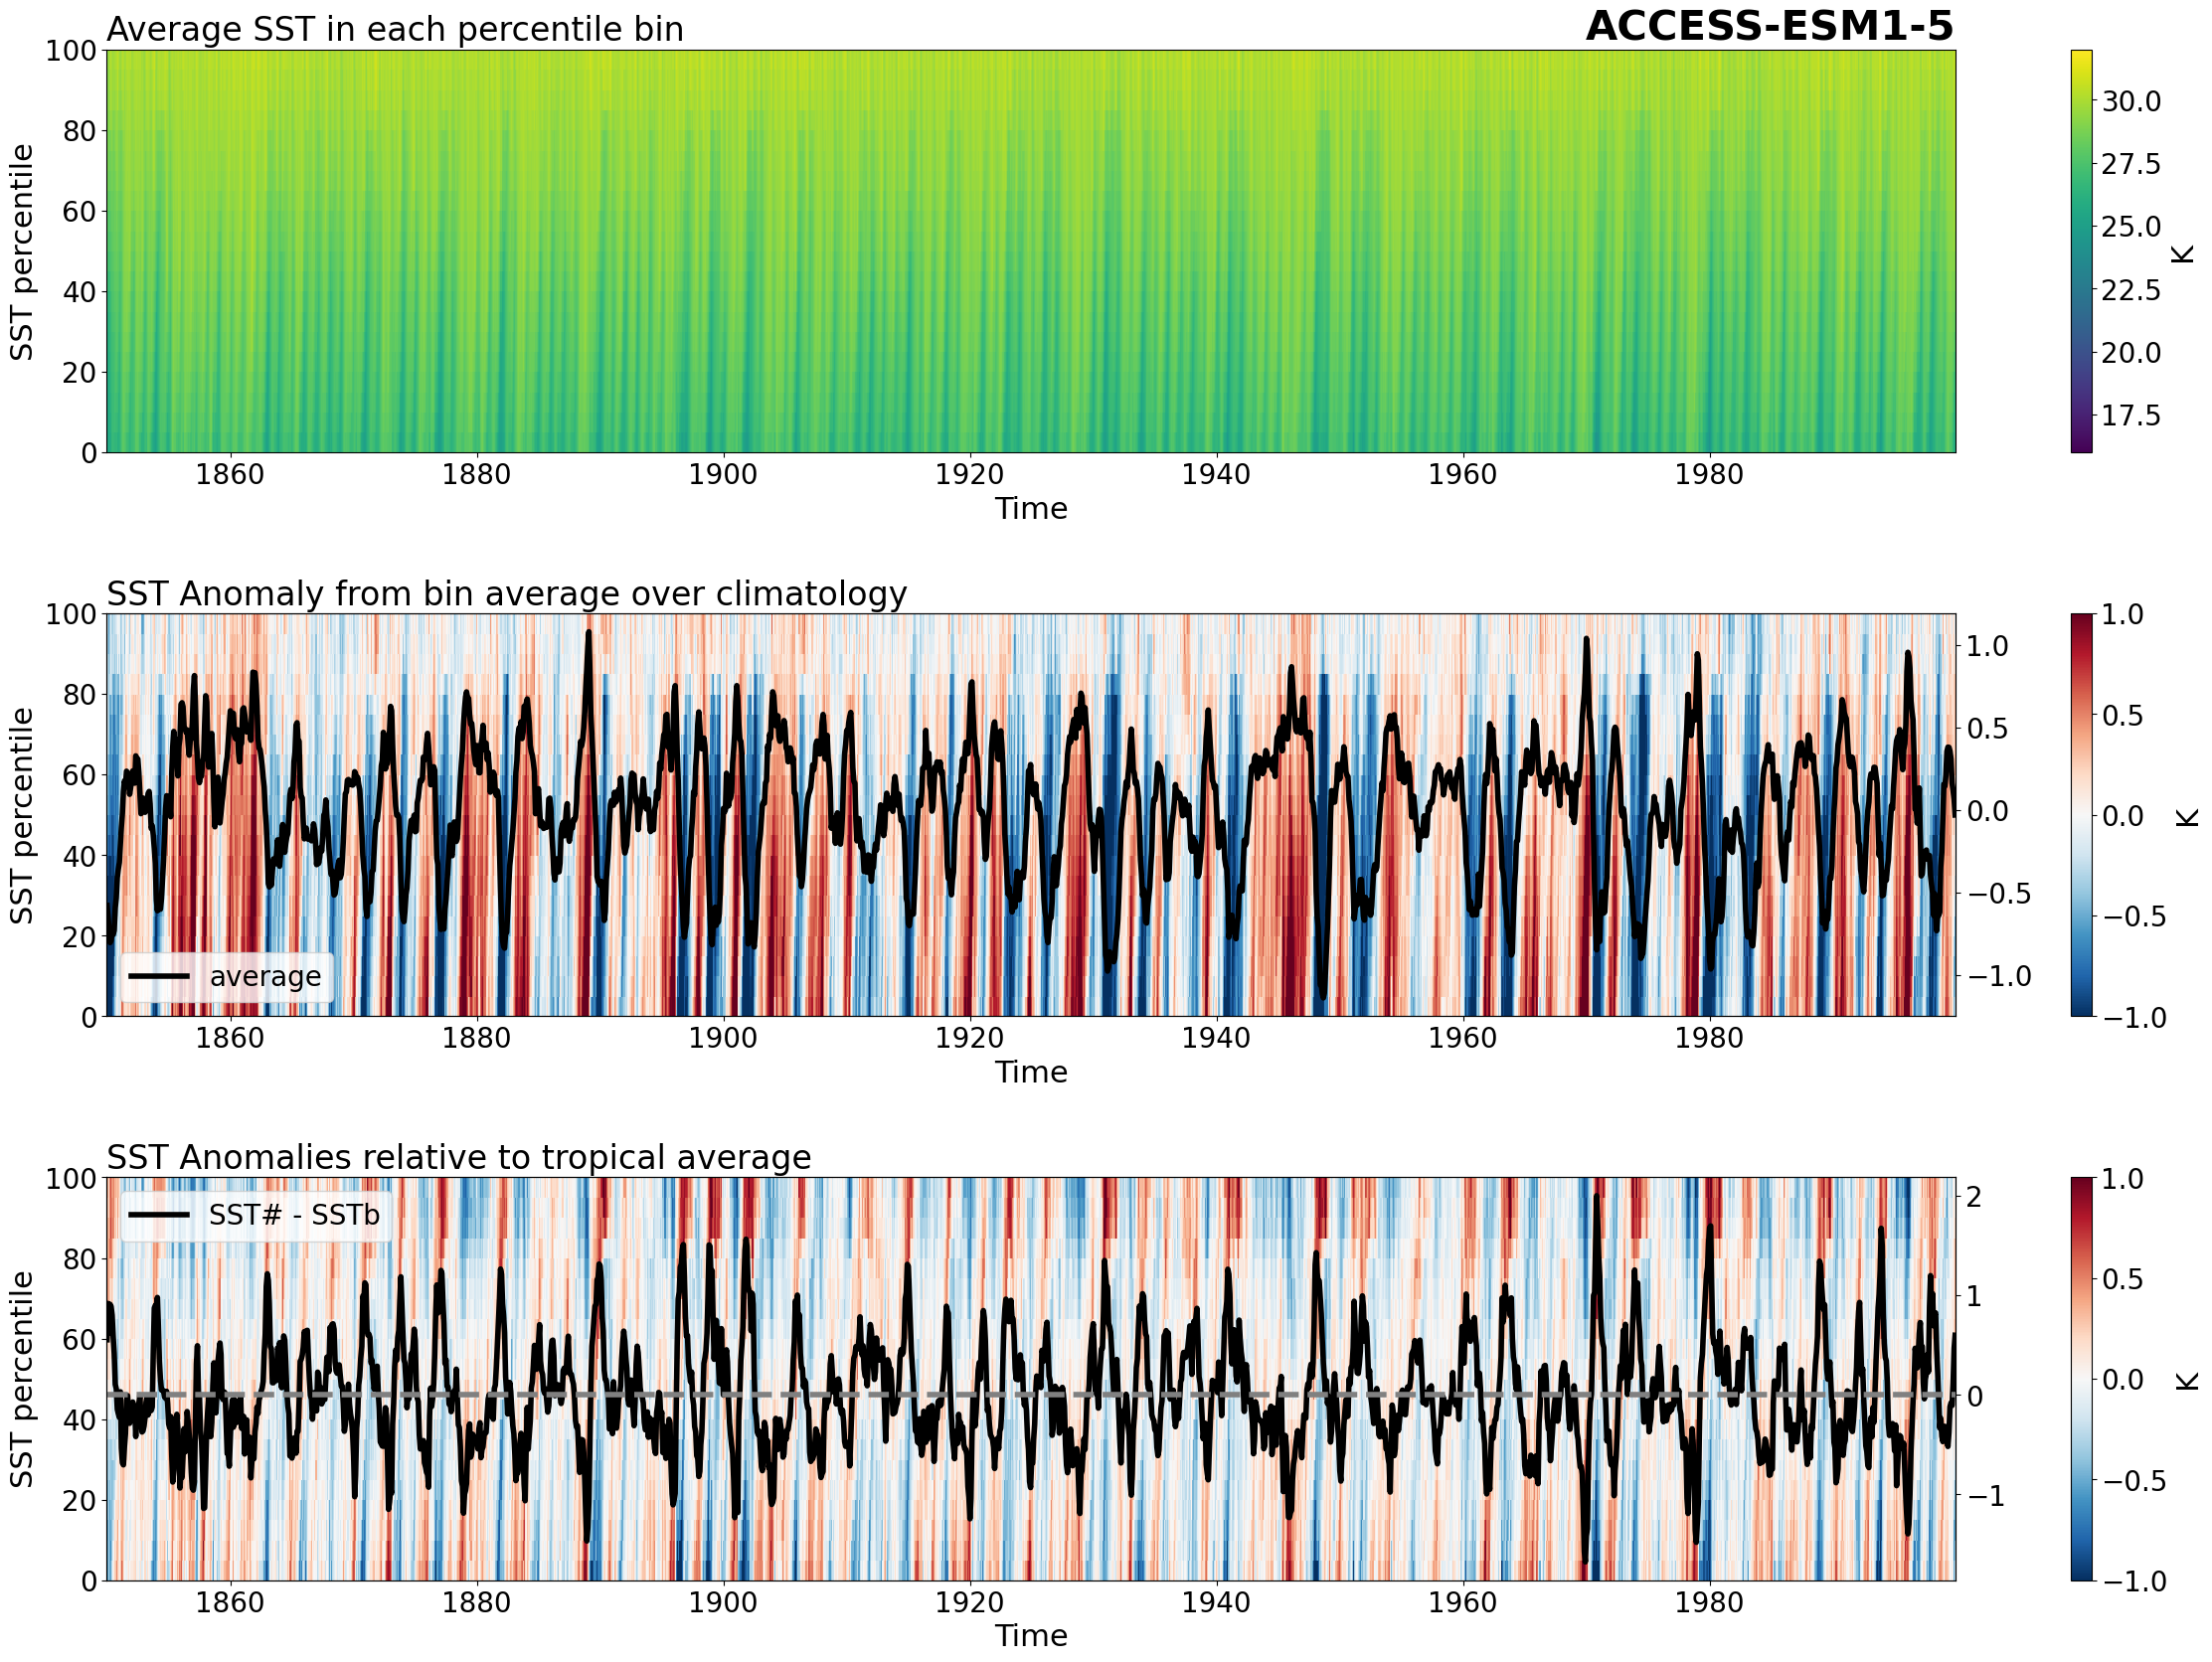 Average SST in each percentile bin
ACCESS-ESM1-5
100
80
60
40
20
0
SST percentile
1860 1880 1900 1920 1940 1960 1980
Time
30.0
27.5
25.0
22.5
20.0
17.5
K
SST Anomaly from bin average over climatology
100
80
60
40
20
0
SST percentile
average
1860 1880 1900 1920 1940 1960 1980
Time
1.0
0.5
0.0
−0.5
−1.0
1.0
0.5
0.0
−0.5
−1.0
K
SST Anomalies relative to tropical average
100
80
60
40
20
0
SST percentile
SST# - SSTb
1860 1880 1900 1920 1940 1960 1980
Time
2
1
0
−1
1.0
0.5
0.0
−0.5
−1.0
K